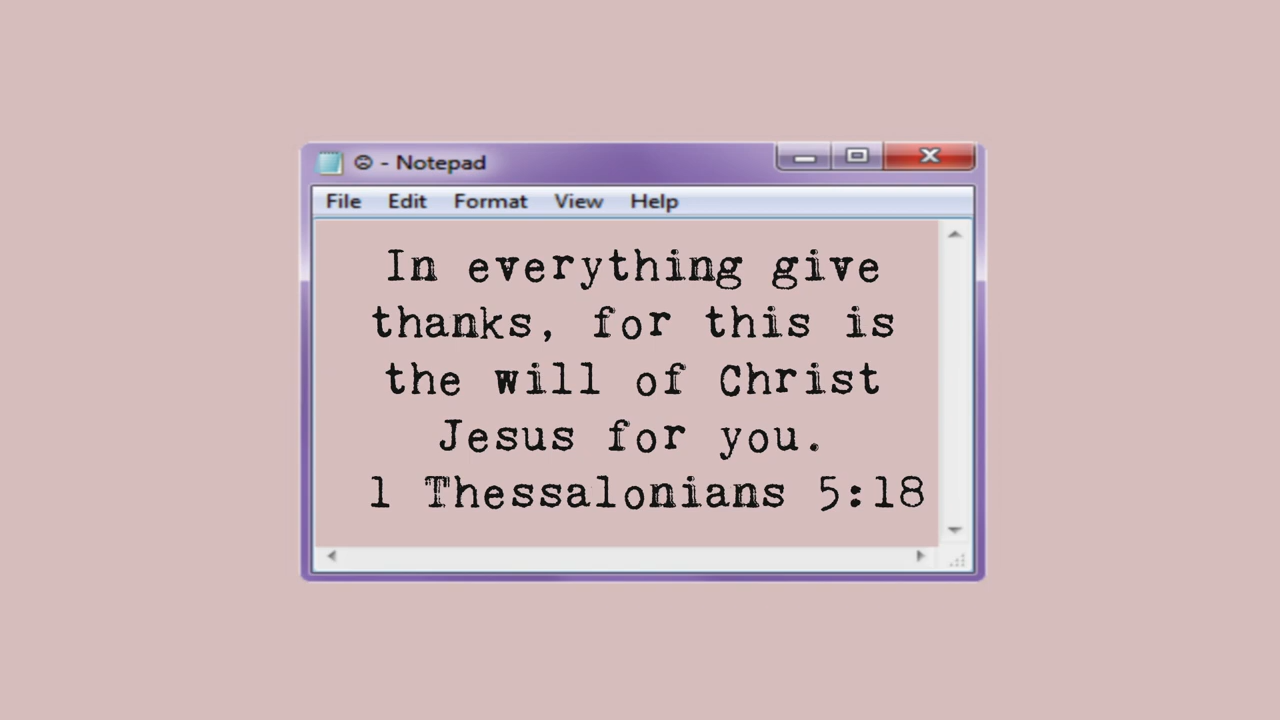 ☹ - Notepad
File Edit Format View Help
In everything give
thanks, for this is
the will of Christ
Jesus for you.
1 Thessalonians 5:18